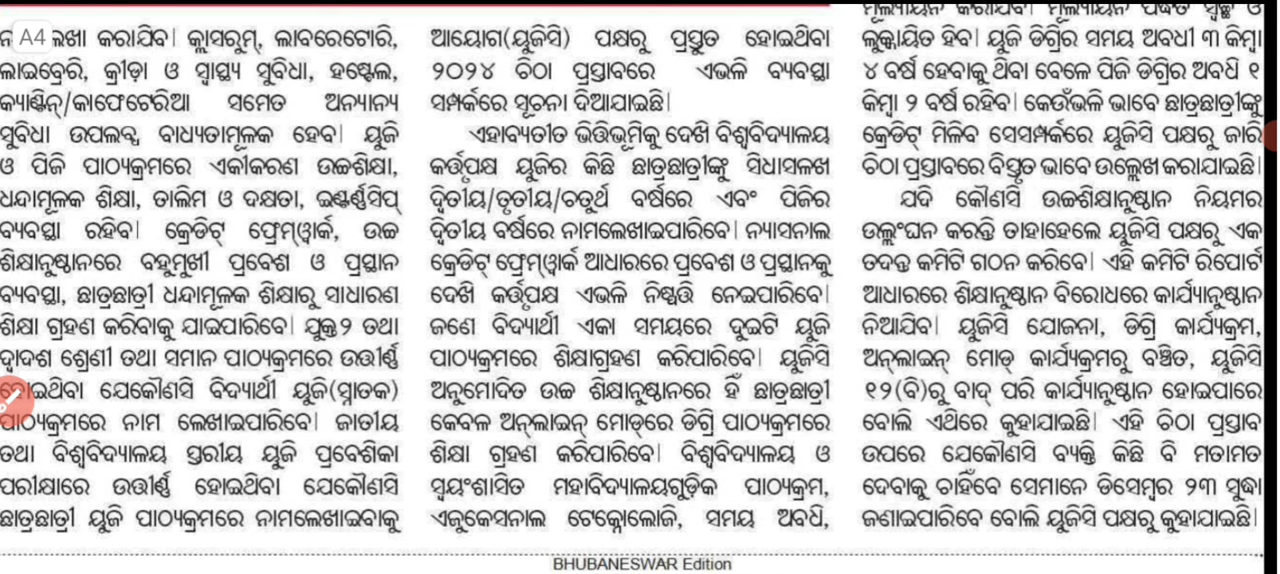 A4
ଲେଖା କରାଯିବ। କ୍ଲାସରୁମ୍, ଲାବରେଟୋରି,
ଲାଇବ୍ରେରି, କ୍ରୀଡ଼ା ଓ ସ୍ୱାସ୍ଥ୍ୟ ସୁବିଧା, ହଷ୍ଟେଲ,
କ୍ୟାଣ୍ଟିନ୍/କାଫେଟେରିଆ ସମେତ ଅନ୍ୟାନ୍ୟ
ସୁବିଧା ଉପଲବ୍ଧ ବାଧ୍ୟତାମୂଳକ ହେବ। ୟୁଜି
ଓ ପିଜି ପାଠ୍ୟକ୍ରମରେ ଏକୀକରଣ ଉଚ୍ଚଶିକ୍ଷା,
ଧନ୍ଦାମୂଳକ ଶିକ୍ଷା, ତାଲିମ ଓ ଦକ୍ଷତା, ଇଣ୍ଟର୍ଣ୍ଣସିପ୍
ବ୍ୟବସ୍ଥା ରହିବ। କ୍ରେଡିଟ୍ ଫ୍ରେମ୍‌ୱାର୍କ, ଉଚ୍ଚ
ଶିକ୍ଷାନୁଷ୍ଠାନରେ ବହୁମୁଖୀ ପ୍ରବେଶ ଓ ପ୍ରସ୍ଥାନ
ବ୍ୟବସ୍ଥା, ଛାତ୍ରଛାତ୍ରୀ ଧନ୍ଦାମୂଳକ ଶିକ୍ଷାରୁ ସାଧାରଣ
ଶିକ୍ଷା ଗ୍ରହଣ କରିବାକୁ ଯାଇପାରିବେ। ଯୁକ୍ତ୨ ତଥା
ଦ୍ୱାଦଶ ଶ୍ରେଣୀ ତଥା ସମାନ ପାଠ୍ୟକ୍ରମରେ ଉତ୍ତୀର୍ଣ୍ଣ
ହୋଇଥିବା ଯେକୌଣସି ବିଦ୍ୟାର୍ଥୀ ୟୁଜି(ସ୍ନାତକ)
ପାଠ୍ୟକ୍ରମରେ ନାମ ଲେଖାଇପାରିବେ। ଜାତୀୟ
ତଥା ବିଶ୍ୱବିଦ୍ୟାଳୟ ସ୍ତରୀୟ ୟୁଜି ପ୍ରବେଶିକା
ପରୀକ୍ଷାରେ ଉତ୍ତୀର୍ଣ୍ଣ ହୋଇଥିବା ଯେକୌଣସି
ଛାତ୍ରଛାତ୍ରୀ ୟୁଜି ପାଠ୍ୟକ୍ରମରେ ନାମଲେଖାଇବାକୁ
ଆୟୋଗ(ୟୁଜିସି) ପକ୍ଷରୁ ପ୍ରସ୍ତୁତ ହୋଇଥିବା
୨୦୨୪ ଚିଠା ପ୍ରସ୍ତାବରେ ଏଭଳି ବ୍ୟବସ୍ଥା
ସମ୍ପର୍କରେ ସୂଚନା ଦିଆଯାଇଛି।
ଏହାବ୍ୟତୀତ ଭିତ୍ତିଭୂମିକୁ ଦେଖି ବିଶ୍ୱବିଦ୍ୟାଳୟ
କର୍ତ୍ତୃପକ୍ଷ ୟୁଜିର କିଛି ଛାତ୍ରଛାତ୍ରୀଙ୍କୁ ସିଧାସଳଖ
ଦ୍ୱିତୀୟ/ତୃତୀୟ/ଚତୁର୍ଥ ବର୍ଷରେ ଏବଂ ପିଜିର
ଦ୍ୱିତୀୟ ବର୍ଷରେ ନାମଲେଖାଇପାରିବେ। ନ୍ୟାସନାଲ
କ୍ରେଡିଟ୍ ଫ୍ରେମ୍‌ୱାର୍କ ଆଧାରରେ ପ୍ରବେଶ ଓ ପ୍ରସ୍ଥାନକୁ
ଦେଖି କର୍ତ୍ତୃପକ୍ଷ ଏଭଳି ନିଷ୍ପତ୍ତି ନେଇପାରିବେ।
ଜଣେ ବିଦ୍ୟାର୍ଥୀ ଏକା ସମୟରେ ଦୁଇଟି ୟୁଜି
ପାଠ୍ୟକ୍ରମରେ ଶିକ୍ଷାଗ୍ରହଣ କରିପାରିବେ। ୟୁଜିସି
ଅନୁମୋଦିତ ଉଚ୍ଚ ଶିକ୍ଷାନୁଷ୍ଠାନରେ ହିଁ ଛାତ୍ରଛାତ୍ରୀ
କେବଳ ଅନ୍‌ଲାଇନ୍ ମୋଡ୍‌ରେ ଡିଗ୍ରି ପାଠ୍ୟକ୍ରମରେ
ଶିକ୍ଷା ଗ୍ରହଣ କରିପାରିବେ। ବିଶ୍ୱବିଦ୍ୟାଳୟ ଓ
ସ୍ୱୟଂଶାସିତ ମହାବିଦ୍ୟାଳୟଗୁଡ଼ିକ ପାଠ୍ୟକ୍ରମ,
ଏଜୁକେସନାଲ ଟେକ୍ନୋଲୋଜି, ସମୟ ଅବଧି,
ମୂଲ୍ୟାୟନ କରାଯିବ। ମୂଲ୍ୟାୟନ ପଦ୍ଧତି ସ୍ୱଚ୍ଛ ଓ
ଲୁକ୍କାୟିତ ହିବ। ୟୁଜି ଡିଗ୍ରିର ସମୟ ଅବଧୀ ୩ କିମ୍ବା
୪ ବର୍ଷ ହେବାକୁ ଥିବା ବେଳେ ପିଜି ଡିଗ୍ରିର ଅବଧି ୧
କିମ୍ବା ୨ ବର୍ଷ ରହିବ। କେଉଁଭଳି ଭାବେ ଛାତ୍ରଛାତ୍ରୀଙ୍କୁ
କ୍ରେଡିଟ୍ ମିଳିବ ସେସମ୍ପର୍କରେ ୟୁଜିସି ପକ୍ଷରୁ ଜାରି
ଚିଠା ପ୍ରସ୍ତାବରେ ବିସ୍ତୃତ ଭାବେ ଉଲ୍ଲେଖ କରାଯାଇଛି।
ଯଦି କୌଣସି ଉଚ୍ଚଶିକ୍ଷାନୁଷ୍ଠାନ ନିୟମର
ଉଲ୍ଲଂଘନ କରନ୍ତି ତାହାହେଲେ ୟୁଜିସି ପକ୍ଷରୁ ଏକ
ତଦନ୍ତ କମିଟି ଗଠନ କରିବେ। ଏହି କମିଟି ରିପୋର୍ଟ
ଆଧାରରେ ଶିକ୍ଷାନୁଷ୍ଠାନ ବିରୋଧରେ କାର୍ଯ୍ୟାନୁଷ୍ଠାନ
ନିଆଯିବ। ୟୁଜିସି ଯୋଜନା, ଡିଗ୍ରି କାର୍ଯ୍ୟକ୍ରମ,
ଅନ୍‌ଲାଇନ୍ ମୋଡ୍ କାର୍ଯ୍ୟକ୍ରମରୁ ବଞ୍ଚିତ, ୟୁଜିସି
୧୨(ବି)ରୁ ବାଦ୍ ପରି କାର୍ଯ୍ୟାନୁଷ୍ଠାନ ହୋଇପାରେ
ବୋଲି ଏଥିରେ କୁହାଯାଇଛି। ଏହି ଚିଠା ପ୍ରସ୍ତାବ
ଉପରେ ଯେକୌଣସି ବ୍ୟକ୍ତି କିଛି ବି ମତାମତ
ଦେବାକୁ ଚାହିଁବେ ସେମାନେ ଡିସେମ୍ବର ୨୩ ସୁଦ୍ଧା
ଜଣାଇପାରିବେ ବୋଲି ୟୁଜିସି ପକ୍ଷରୁ କୁହାଯାଇଛି।
BHUBANESWAR Edition